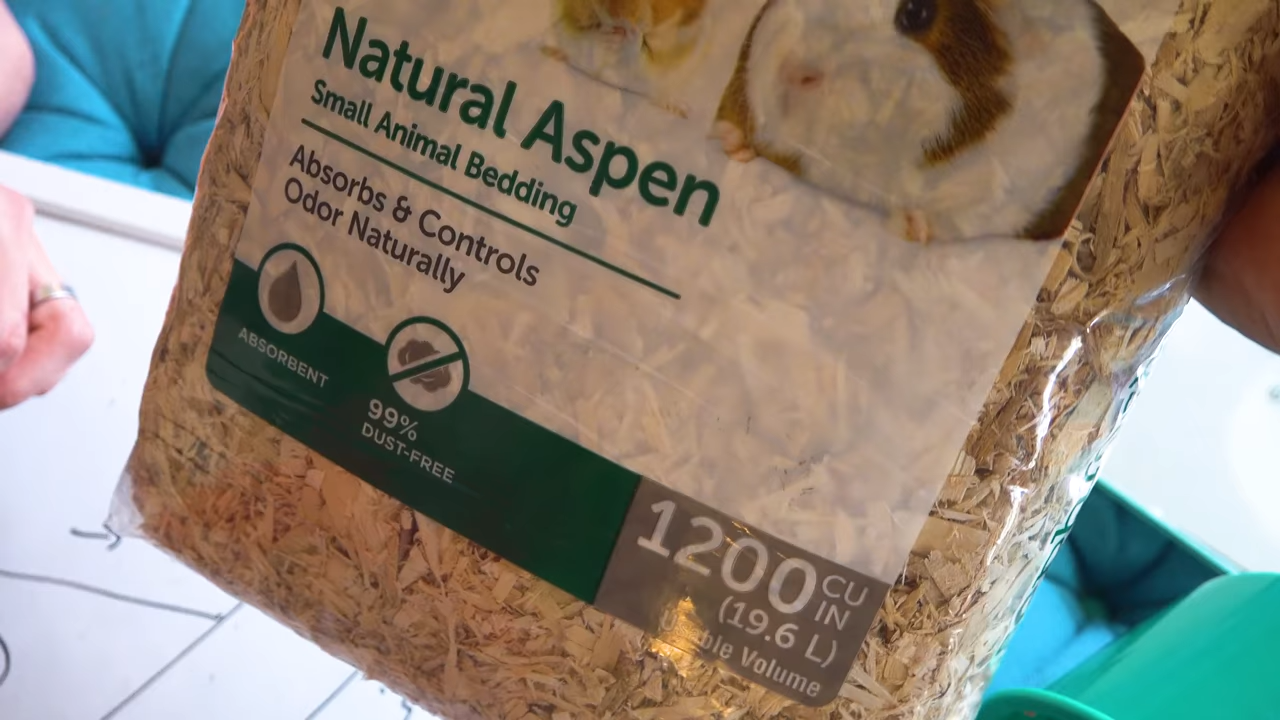 Natural Aspen
Small Animal Bedding
Absorbs & Controls
Odor Naturally
ABSORBENT
99%
DUST-FREE
1200 CU IN
(19.6 L)
Volume